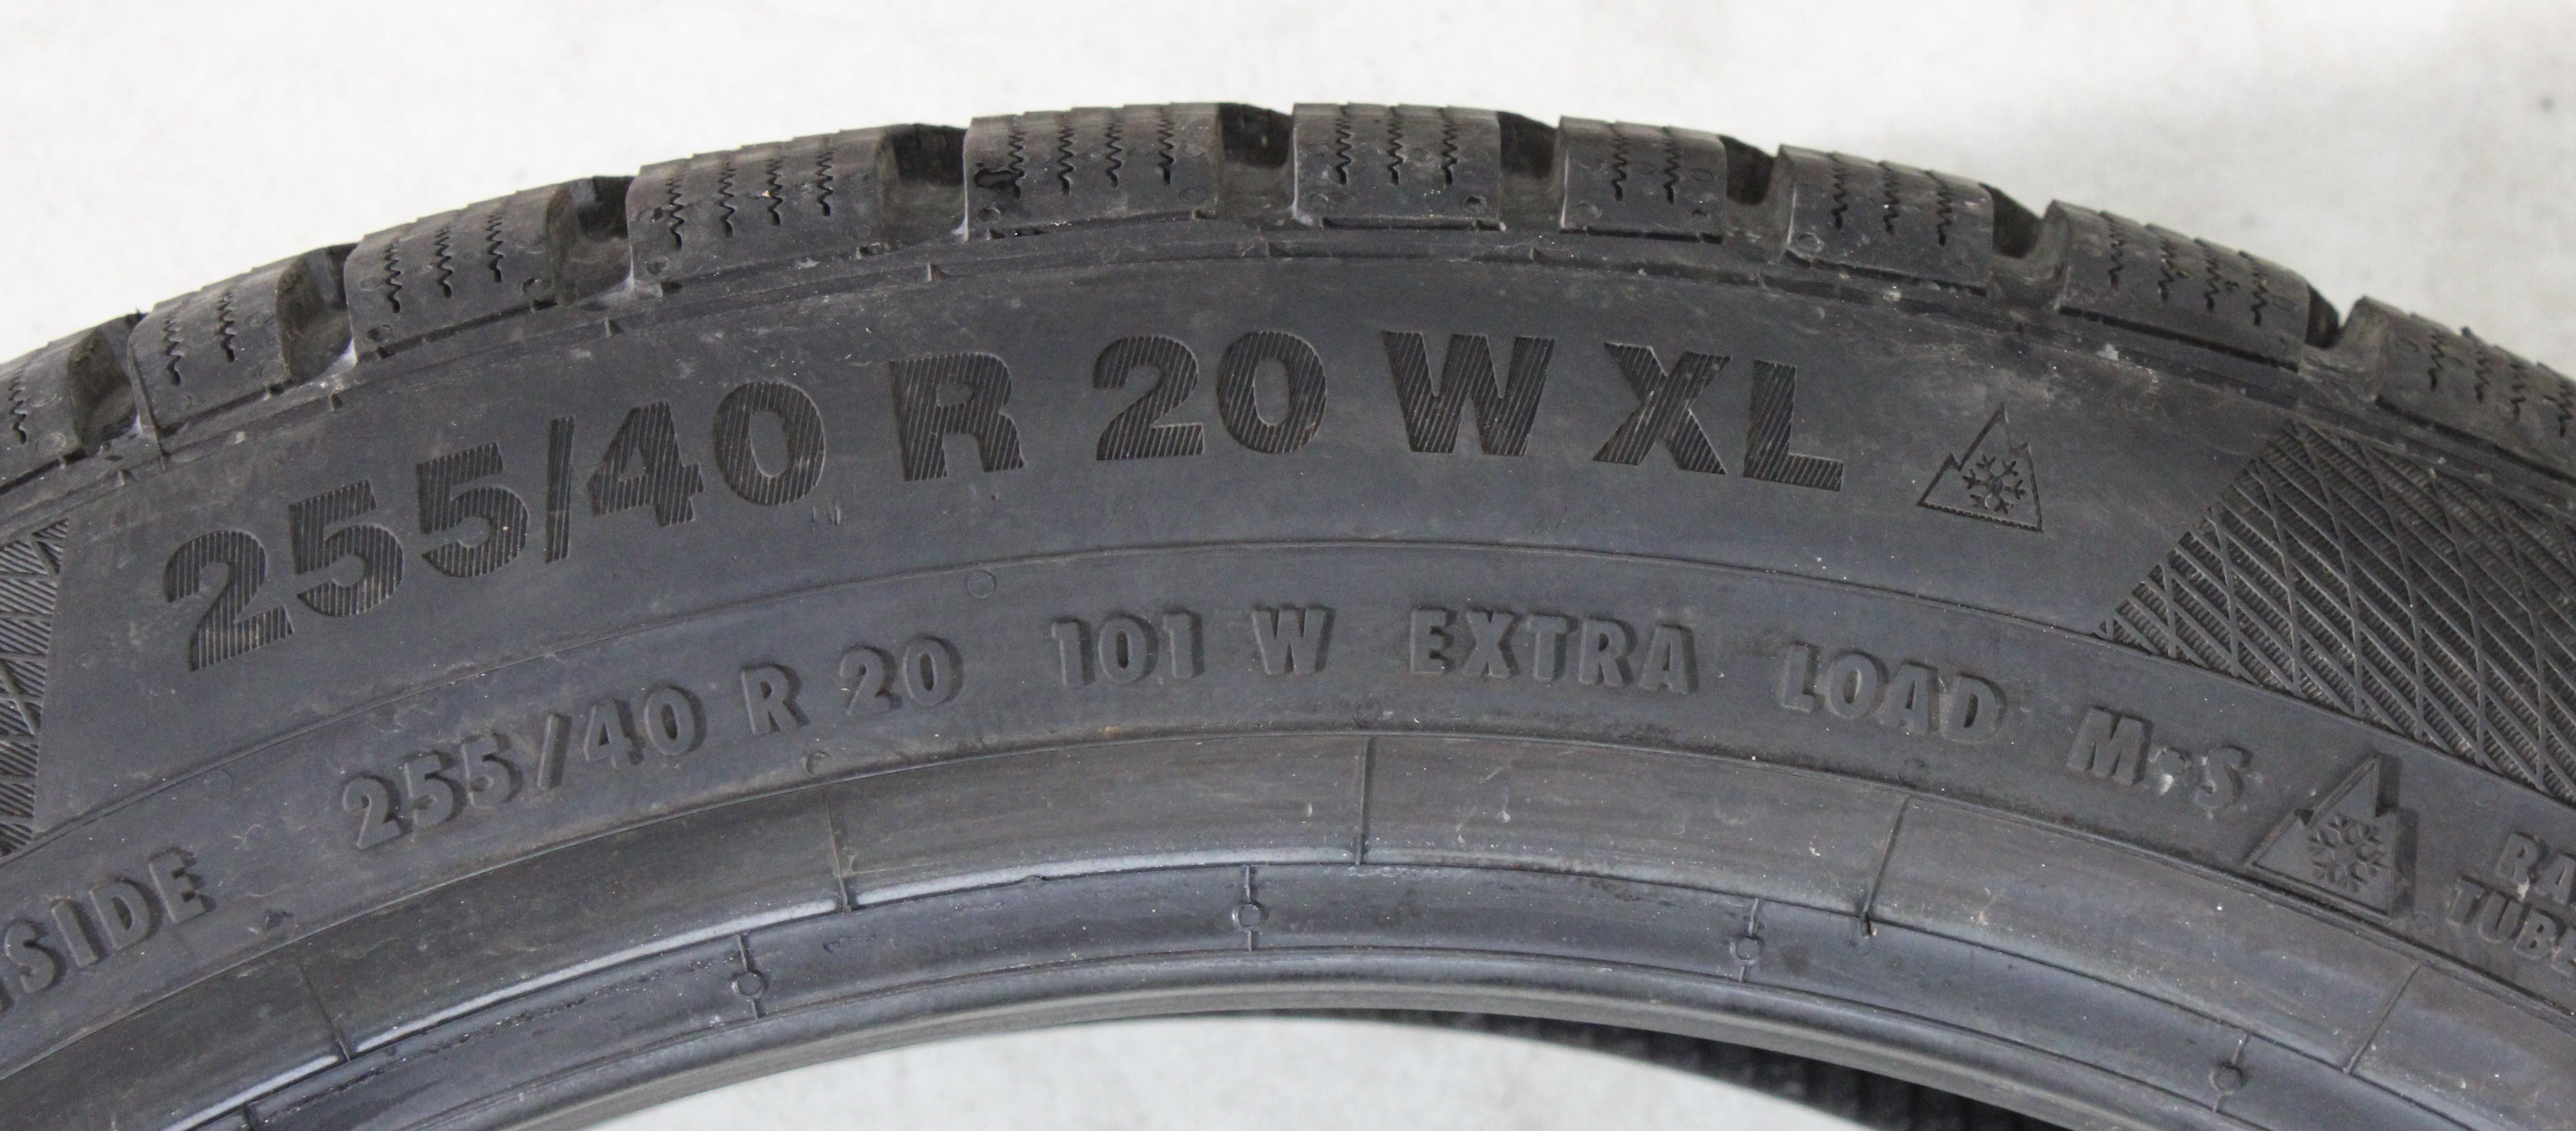 255/40 R 20 W XL
SIDE 255/40 R 20 101 W EXTRA LOAD M+S